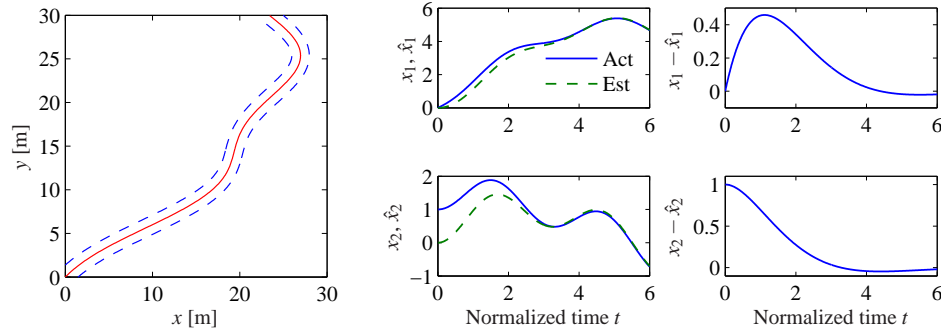 30
25
20
15
10
5
0
y [m]
0 10 20 30
x [m]
6
4
2
0
x₁, x̂₁
Act
Est
0 2 4 6
0.4
0.2
0
x₁ − x̂₁
0 2 4 6
2
1
0
−1
x₂, x̂₂
0 2 4 6
Normalized time t
1
0.5
0
x₂ − x̂₂
0 2 4 6
Normalized time t